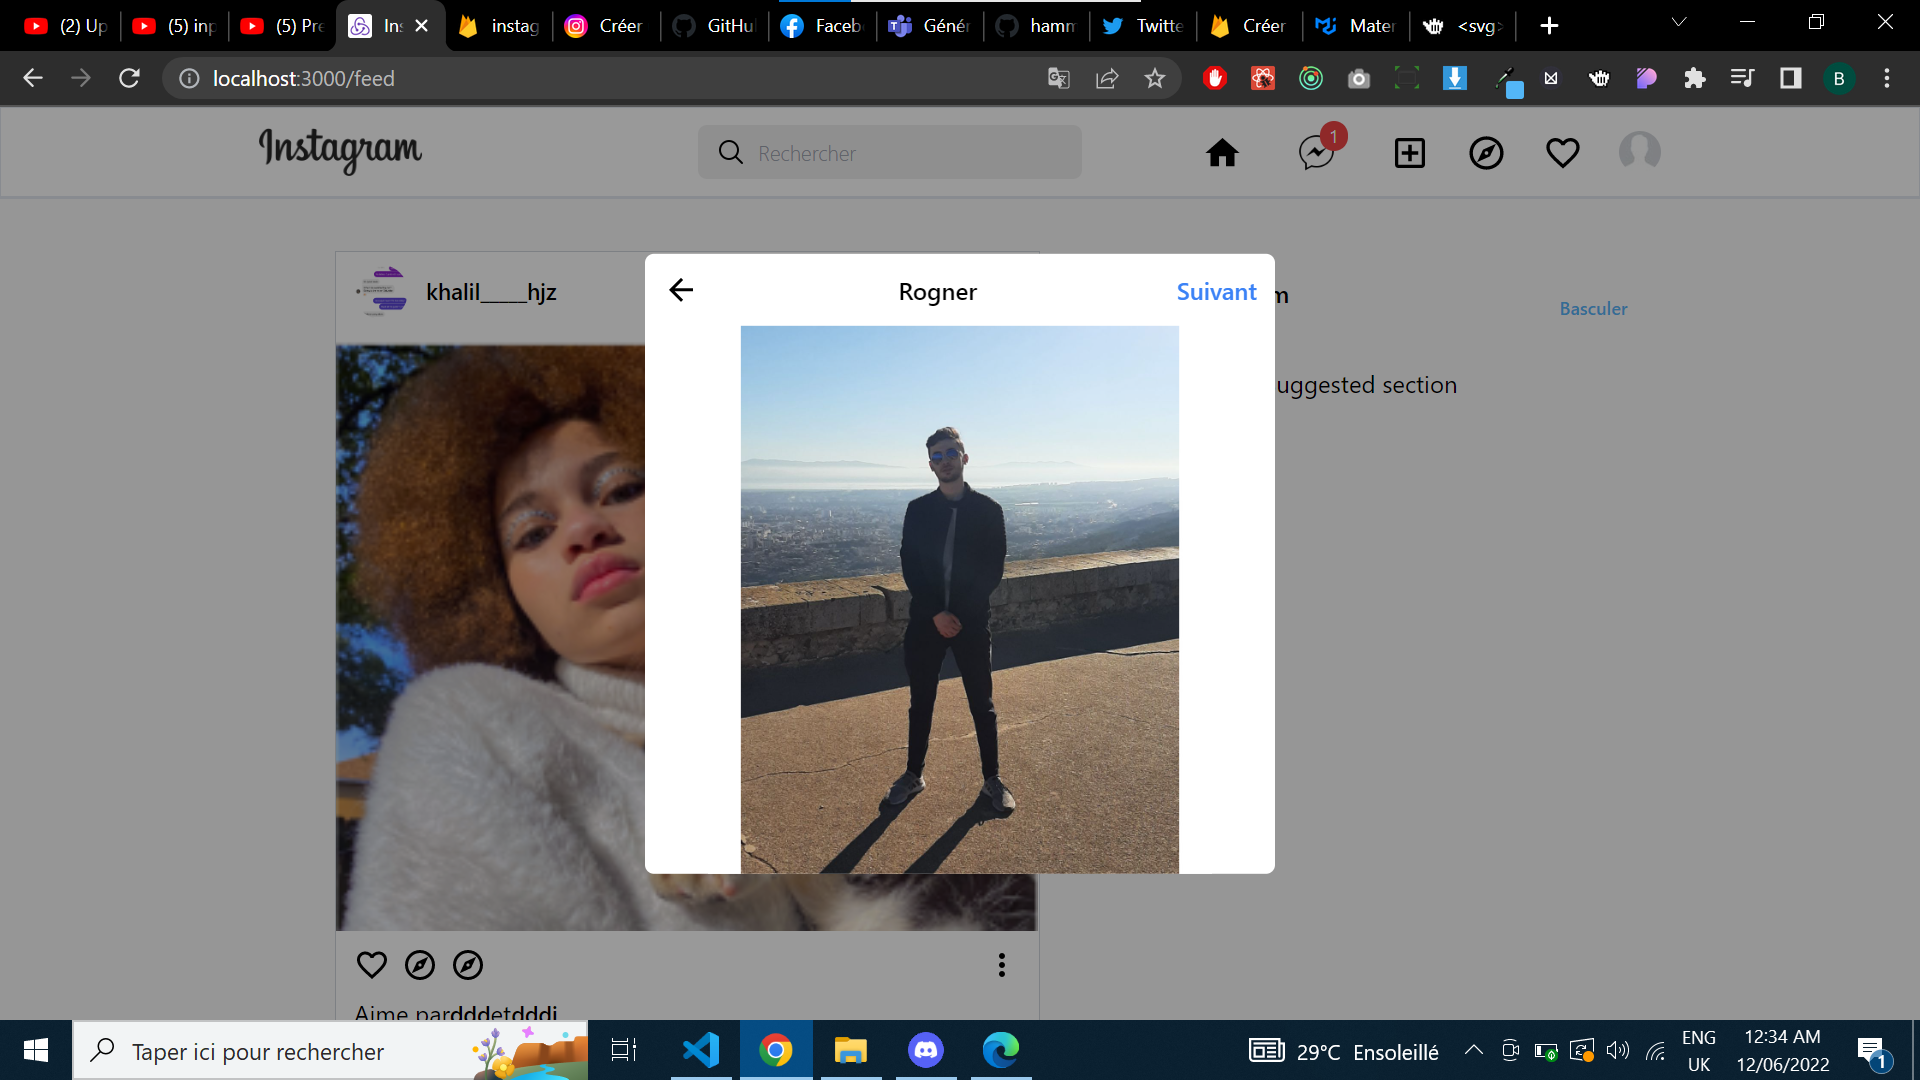 (2) Up
(5) inp
(5) Pre
Ins
instag
Créer
GitHu
Faceb
Génér
hamm
Twitte
Créer
Mater
<svg>
localhost:3000/feed
B
Instagram
Rechercher
1
khalil_____hjz
Rogner
Suivant
m
Basculer
uggested section
Aime pardddetdddi
Taper ici pour rechercher
29°C Ensoleillé
ENG
UK
12:34 AM
12/06/2022
1